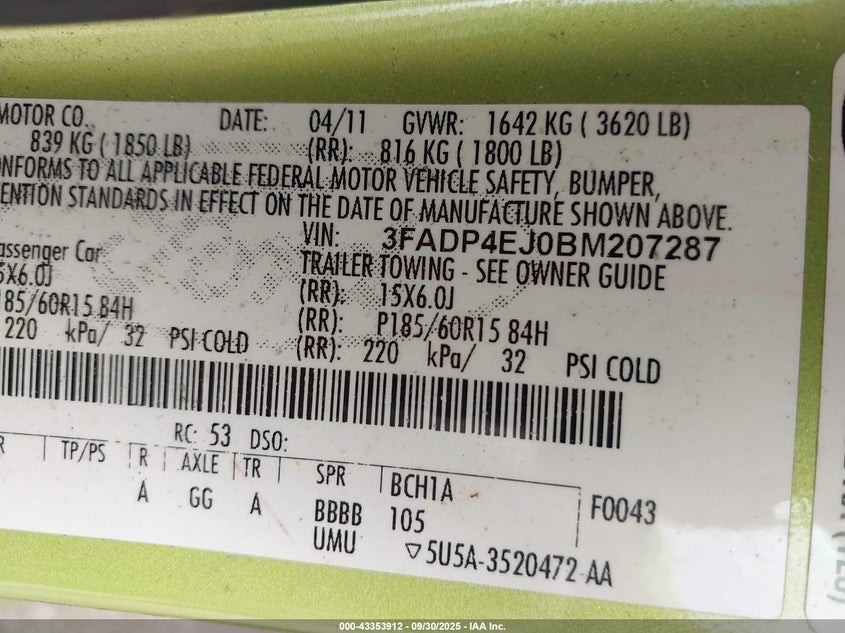 MOTOR CO. DATE: 04/11 GVWR: 1642 KG ( 3620 LB)
839 KG ( 1850 LB) (RR): 816 KG ( 1800 LB)
ONFORMS TO ALL APPLICABLE FEDERAL MOTOR VEHICLE SAFETY, BUMPER,
ENTION STANDARDS IN EFFECT ON THE DATE OF MANUFACTURE SHOWN ABOVE.
VIN: 3FADP4EJ0BM207287
assenger Car TRAILER TOWING - SEE OWNER GUIDE
5X6.0J (RR): 15X6.0J
185/60R15 84H (RR): P185/60R15 84H
220 kPa/ 32 PSI COLD (RR): 220 kPa/ 32 PSI COLD
RC: 53 DSO:
R TP/PS R AXLE TR SPR BCH1A F0043
A GG A BBBB 105
UMU ▽5U5A-3520472-AA
000-43353912 - 09/30/2025 - IAA Inc.